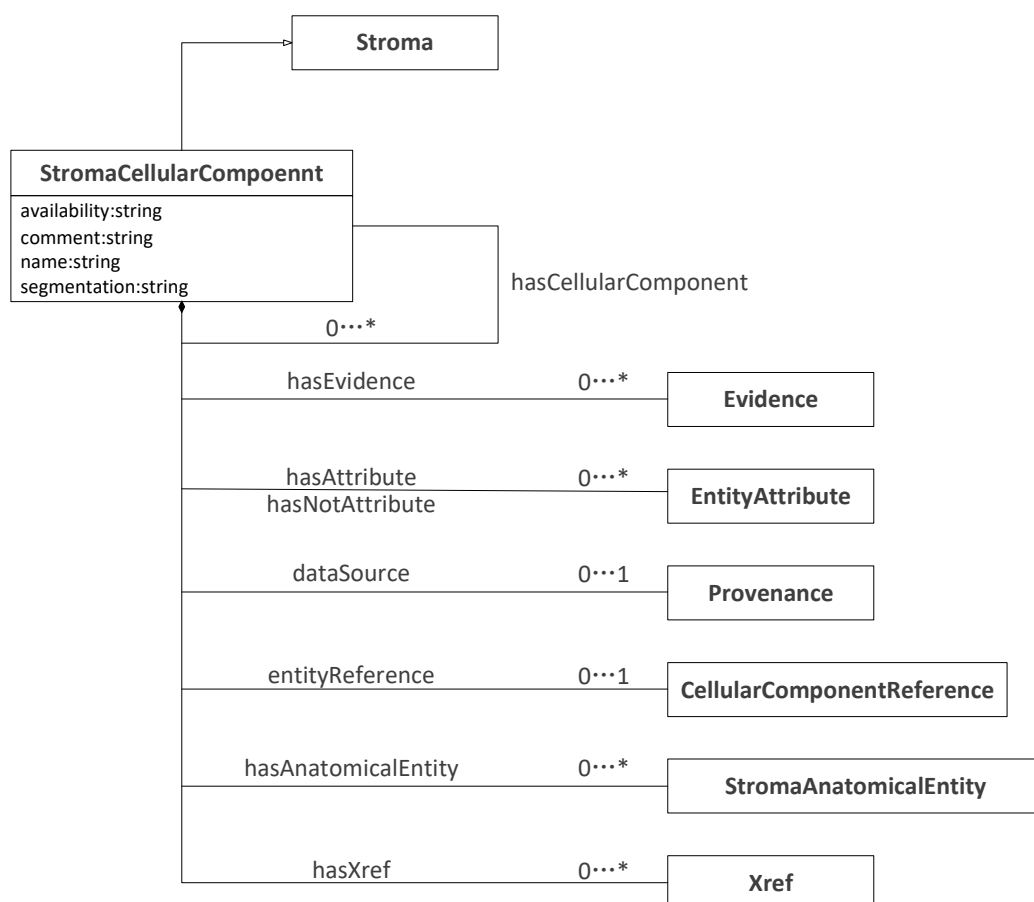 Stroma
StromaCellularCompoennt
availability:string
comment:string
name:string
segmentation:string
hasCellularComponent
0···*
hasEvidence 0···*
Evidence
hasAttribute 0···*
hasNotAttribute
EntityAttribute
dataSource 0···1
Provenance
entityReference 0···1
CellularComponentReference
hasAnatomicalEntity 0···*
StromaAnatomicalEntity
hasXref 0···*
Xref